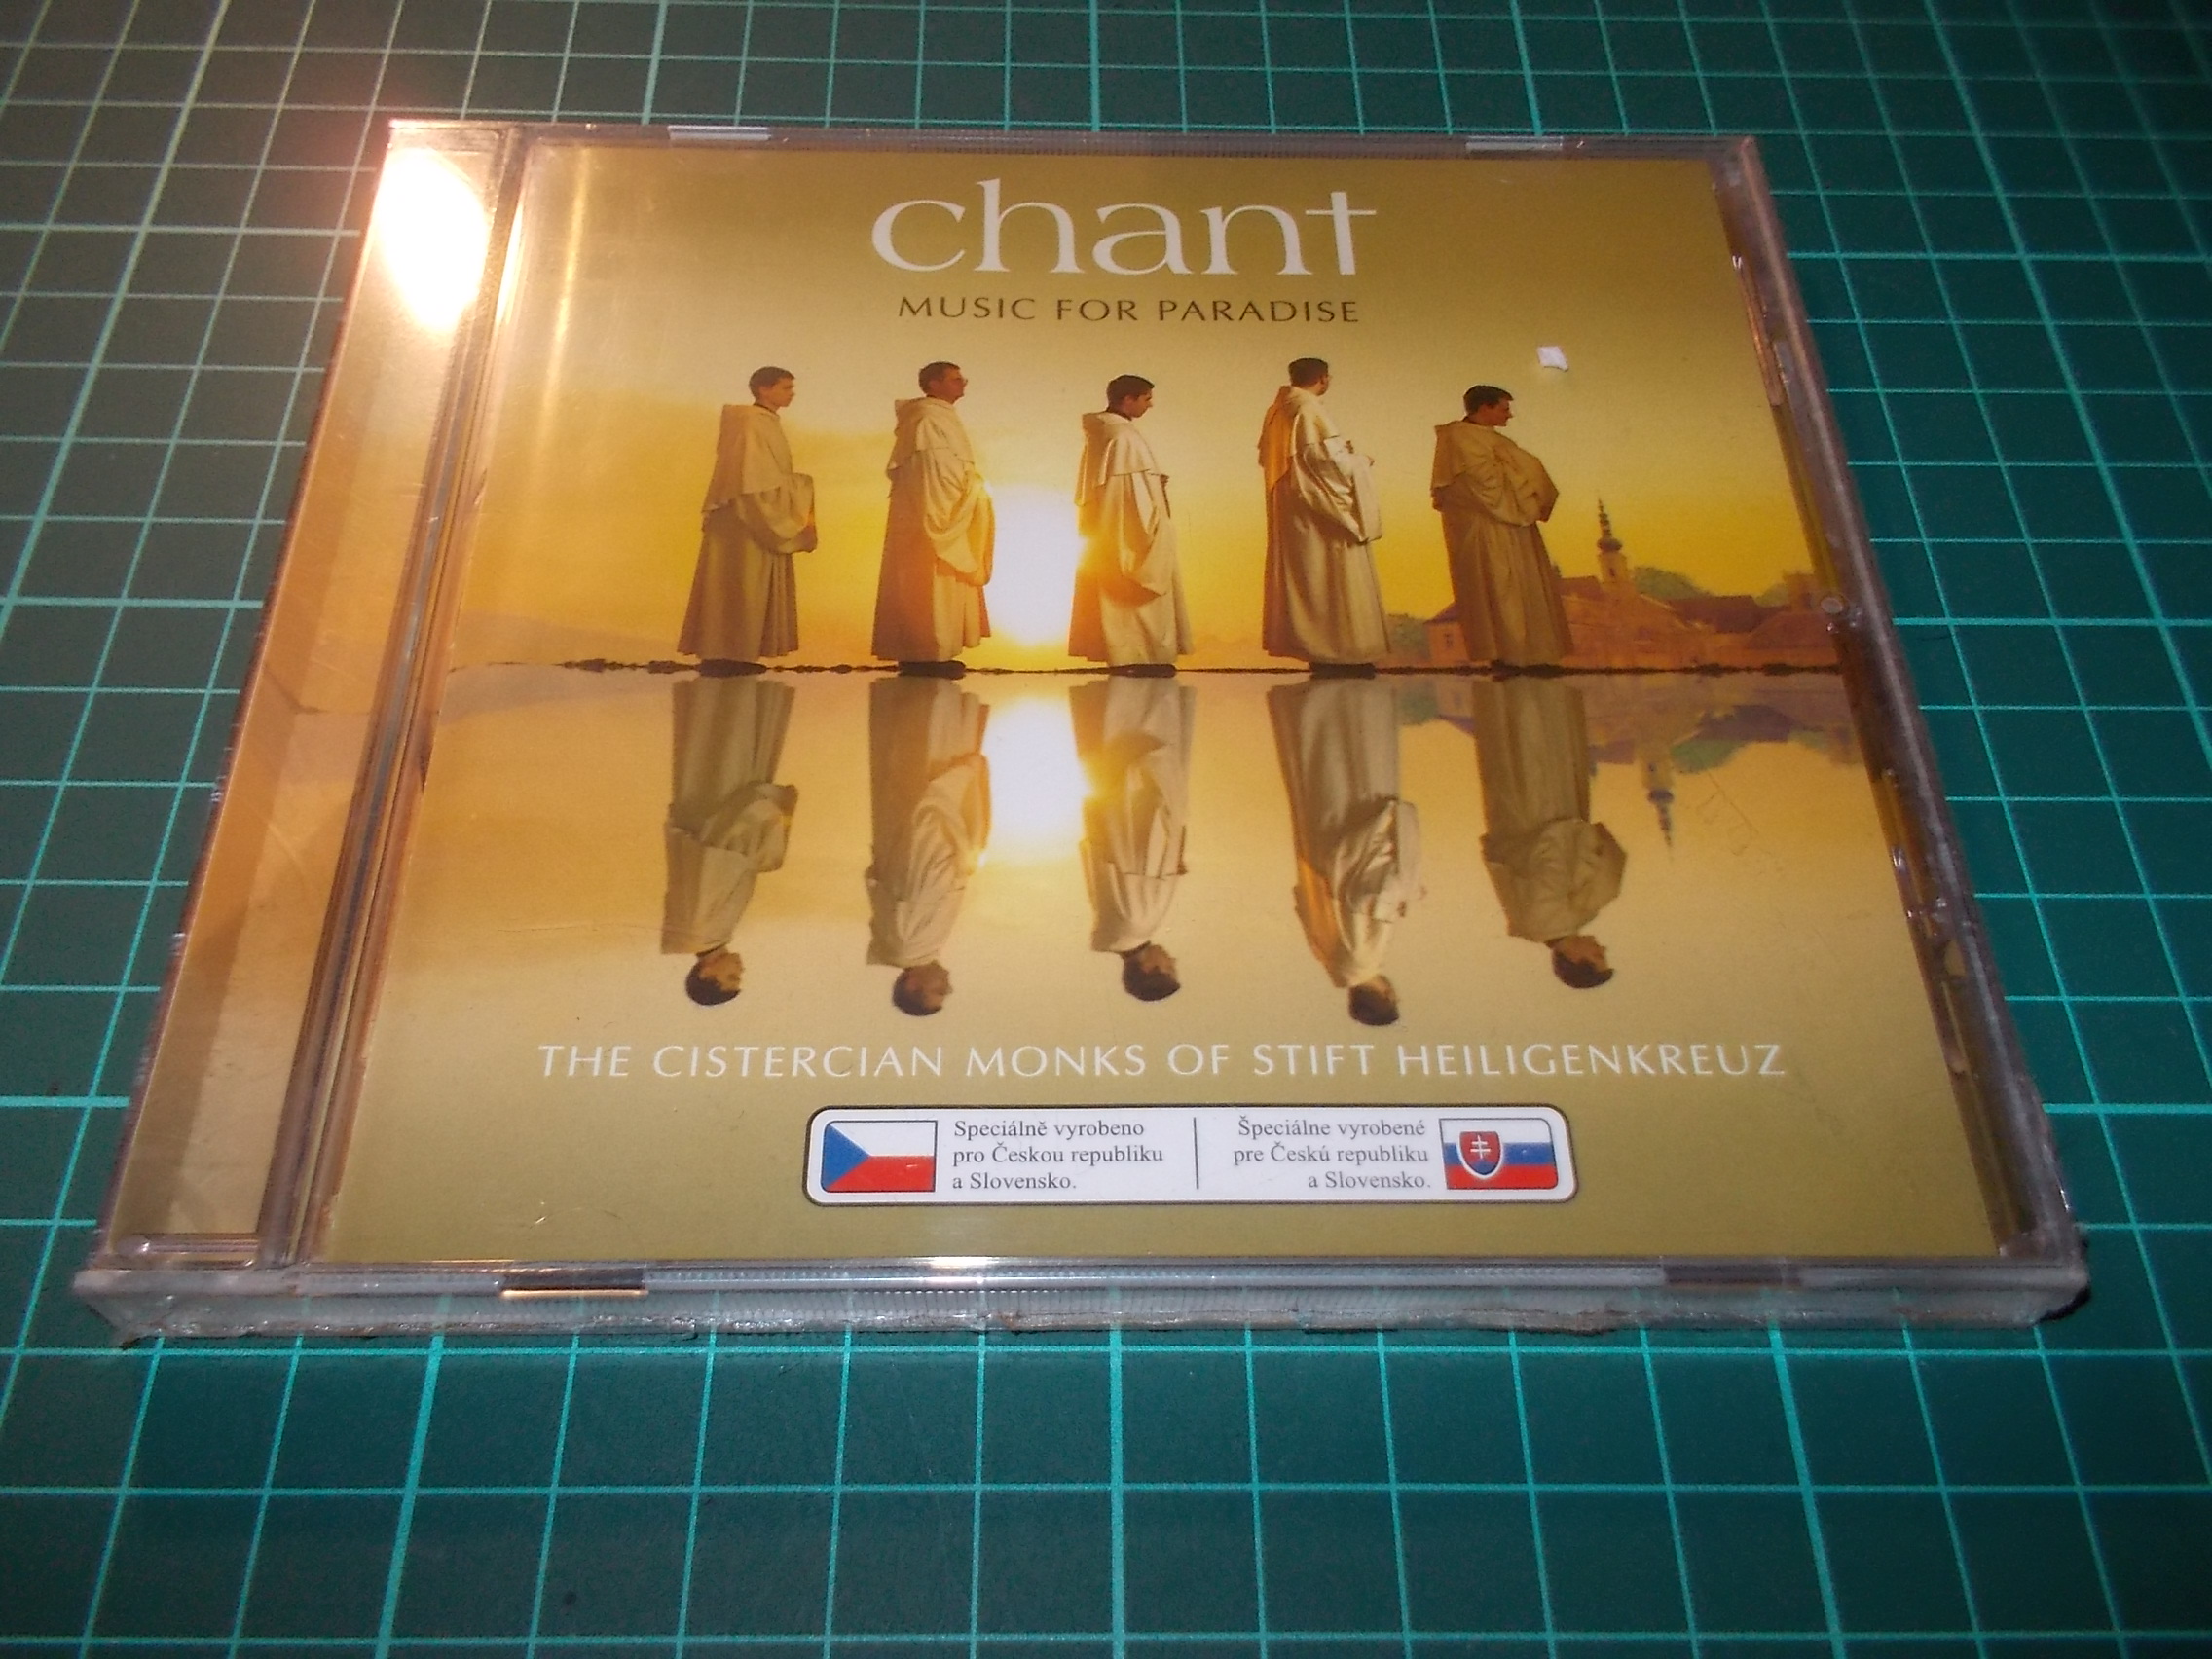 chant
MUSIC FOR PARADISE
THE CISTERCIAN MONKS OF STIFT HEILIGENKREUZ
Speciálně vyrobeno
pro Českou republiku
a Slovensko.
Špeciálne vyrobené
pre Českú republiku
a Slovensko.